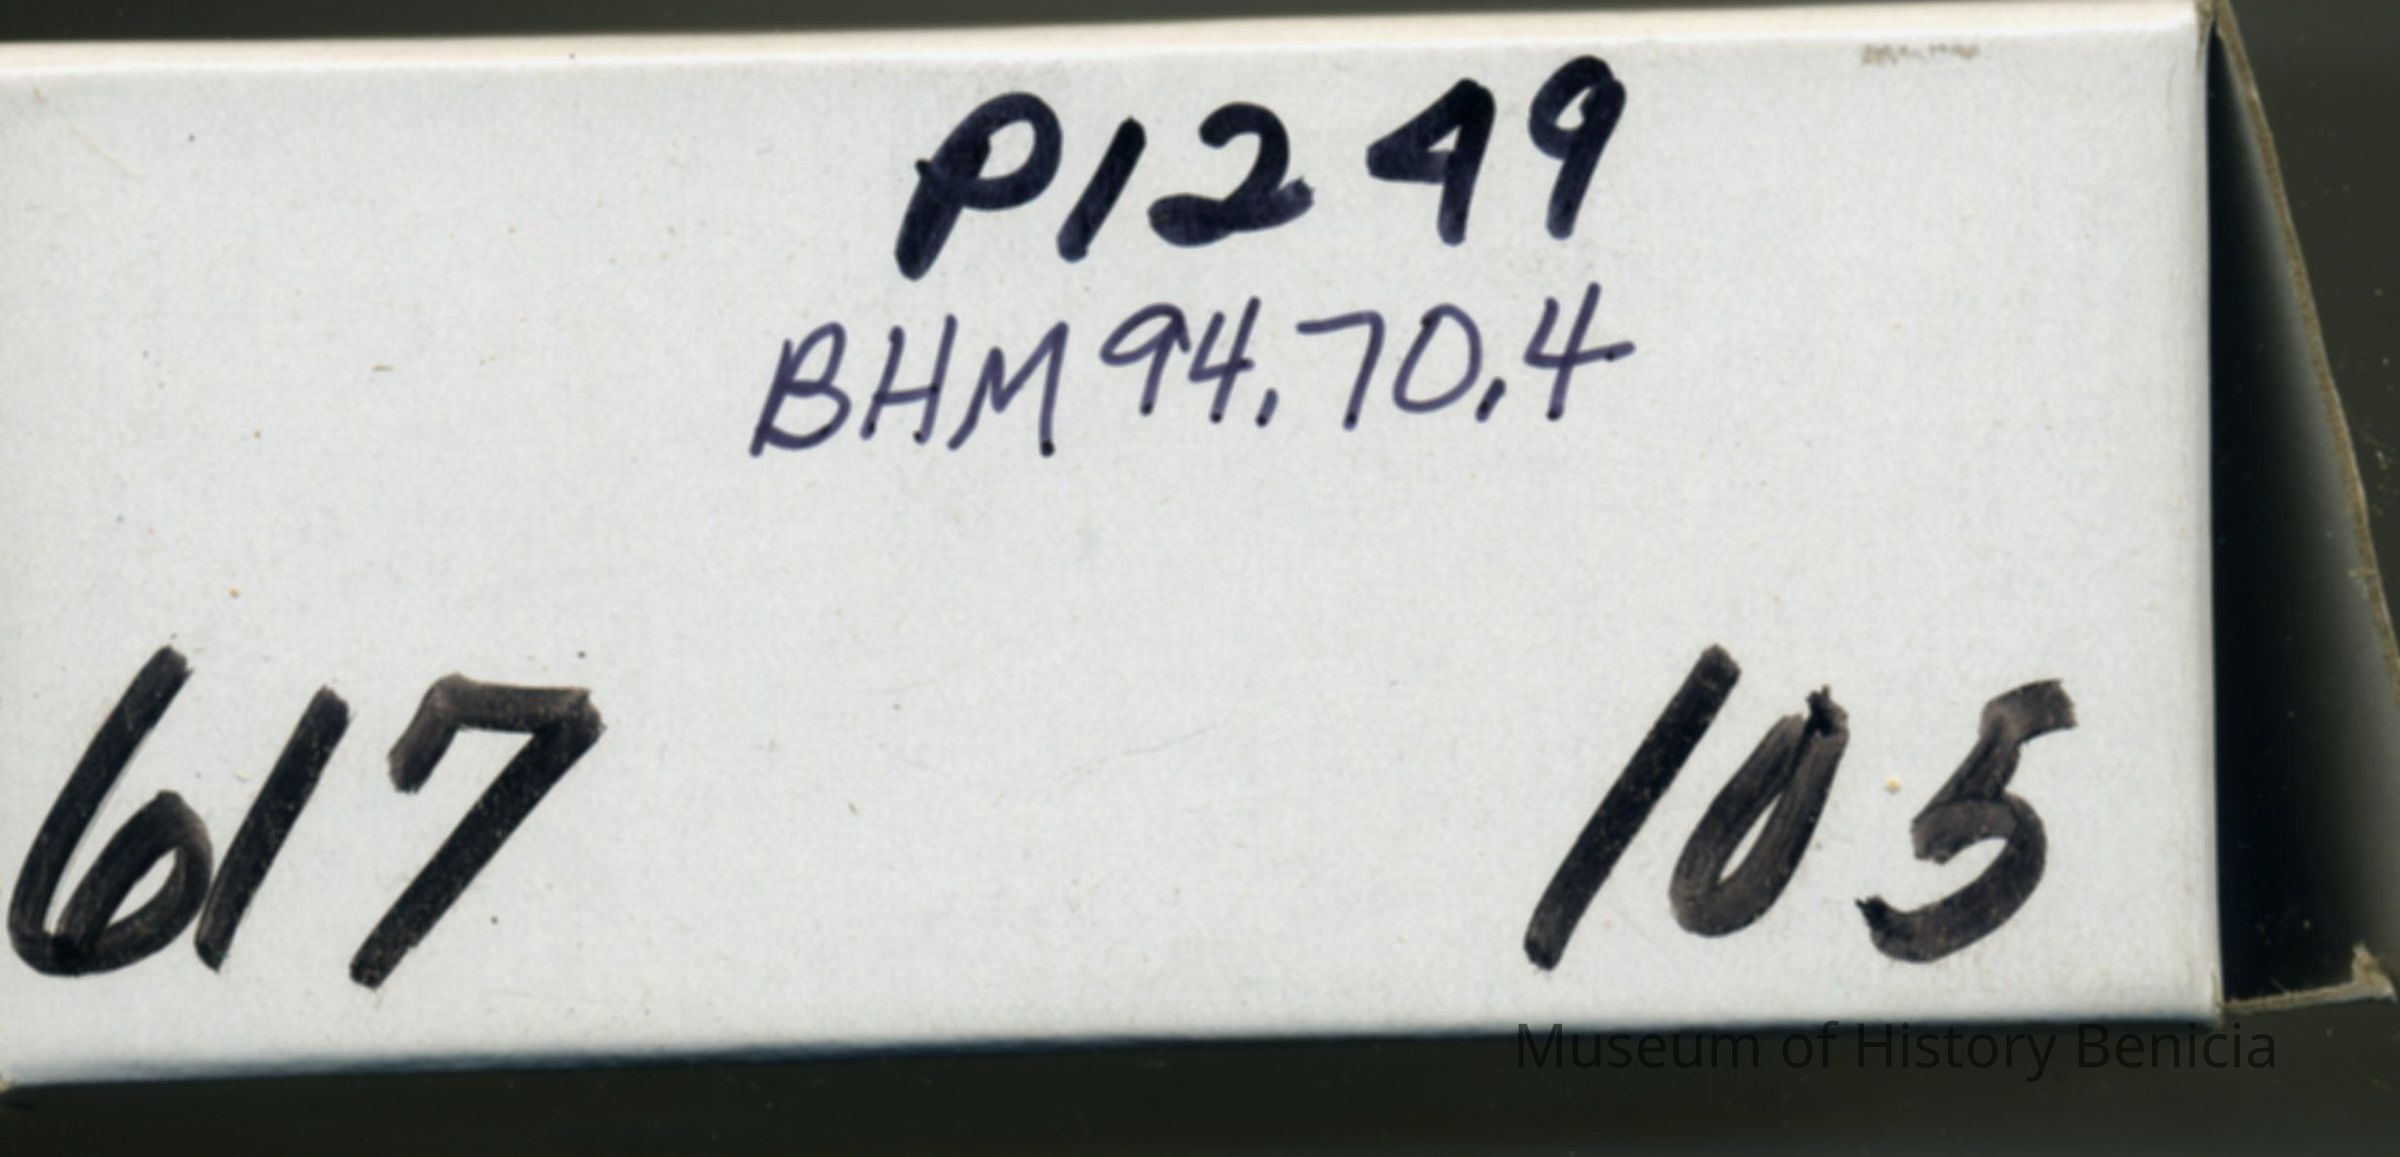 P1249
BHM 94.70.4
617 105
Museum of History Benicia